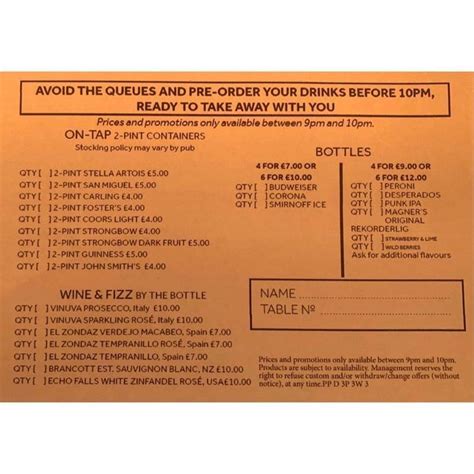 AVOID THE QUEUES AND PRE-ORDER YOUR DRINKS BEFORE 10PM,
READY TO TAKE AWAY WITH YOU
Prices and promotions only available between 9pm and 10pm.
ON-TAP 2-PINT CONTAINERS
Stocking policy may vary by pub
QTY [ ] 2-PINT STELLA ARTOIS £5.00
QTY [ ] 2-PINT SAN MIGUEL £5.00
QTY [ ] 2-PINT CARLING £4.00
QTY [ ] 2-PINT FOSTER'S £4.00
QTY [ ] 2-PINT COORS LIGHT £4.00
QTY [ ] 2-PINT STRONGBOW £4.00
QTY [ ] 2-PINT STRONGBOW DARK FRUIT £5.00
QTY [ ] 2-PINT GUINNESS £5.00
QTY [ ] 2-PINT JOHN SMITH'S £4.00
WINE & FIZZ BY THE BOTTLE
QTY [ ] VINUVA PROSECCO, Italy £10.00
QTY [ ] VINUVA SPARKLING ROSÉ, Italy £10.00
QTY [ ] EL ZONDAZ VERDEJO MACABEO, Spain £7.00
QTY [ ] EL ZONDAZ TEMPRANILLO ROSÉ, Spain £7.00
QTY [ ] EL ZONDAZ TEMPRANILLO, Spain £7.00
QTY [ ] BRANCOTT EST. SAUVIGNON BLANC, NZ £10.00
QTY [ ] ECHO FALLS WHITE ZINFANDEL ROSÉ, USA £10.00
BOTTLES
4 FOR £7.00 OR
6 FOR £10.00
QTY [ ] BUDWEISER
QTY [ ] CORONA
QTY [ ] SMIRNOFF ICE
4 FOR £9.00 OR
6 FOR £12.00
QTY [ ] PERONI
QTY [ ] DESPERADOS
QTY [ ] PUNK IPA
QTY [ ] MAGNER'S
ORIGINAL
REKORDERLIG
QTY [ ] STRAWBERRY & LIME
QTY [ ] WILD BERRIES
Ask for additional flavours
NAME
TABLE Nº
Prices and promotions only available between 9pm and 10pm.
Products are subject to availability. Management reserves the
right to refuse custom and/or withdraw/change offers (without
notice), at any time. PP D 3P 3W 3